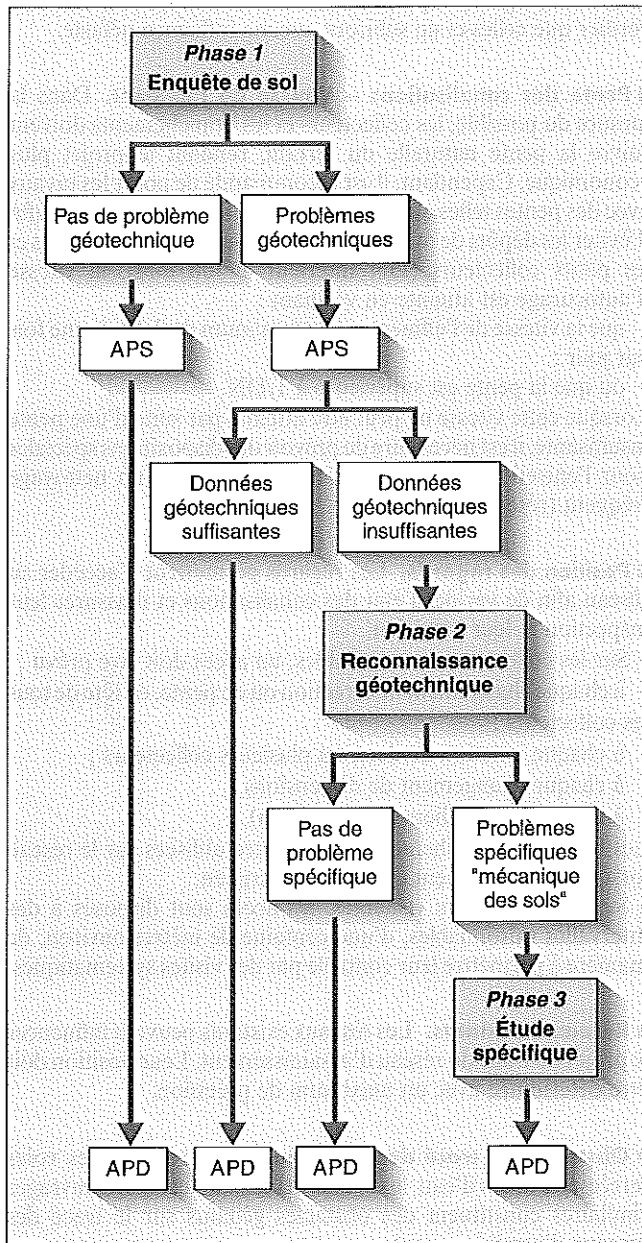 Phase 1
Enquête de sol
Pas de problème
géotechnique
Problèmes
géotechniques
APS
APS
Données
géotechniques
suffisantes
Données
géotechniques
insuffisantes
Phase 2
Reconnaissance
géotechnique
Pas de
problème
spécifique
Problèmes
spécifiques
"mécanique
des sols"
Phase 3
Étude
spécifique
APD
APD
APD
APD